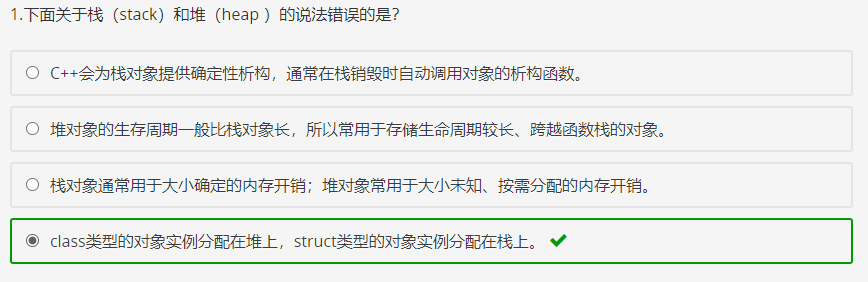 1.下面关于栈（stack）和堆（heap ）的说法错误的是？
C++会为栈对象提供确定性析构，通常在栈销毁时自动调用对象的析构函数。
堆对象的生存周期一般比栈对象长，所以常用于存储生命周期较长、跨越函数栈的对象。
栈对象通常用于大小确定的内存开销；堆对象常用于大小未知、按需分配的内存开销。
class类型的对象实例分配在堆上，struct类型的对象实例分配在栈上。